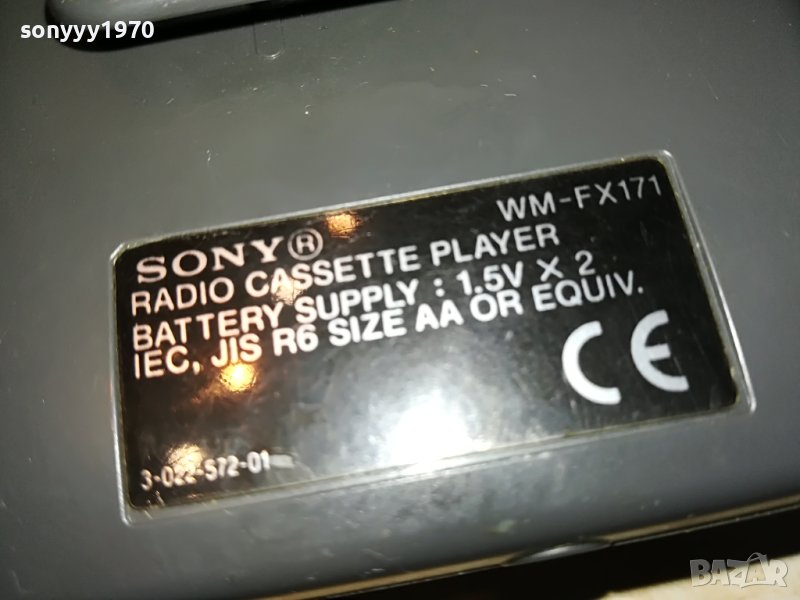 sonyyy1970
WM-FX171
SONY®
RADIO CASSETTE PLAYER
BATTERY SUPPLY : 1.5V X 2
IEC, JIS R6 SIZE AA OR EQUIV.
CE
3-022-572-01
BAZAR